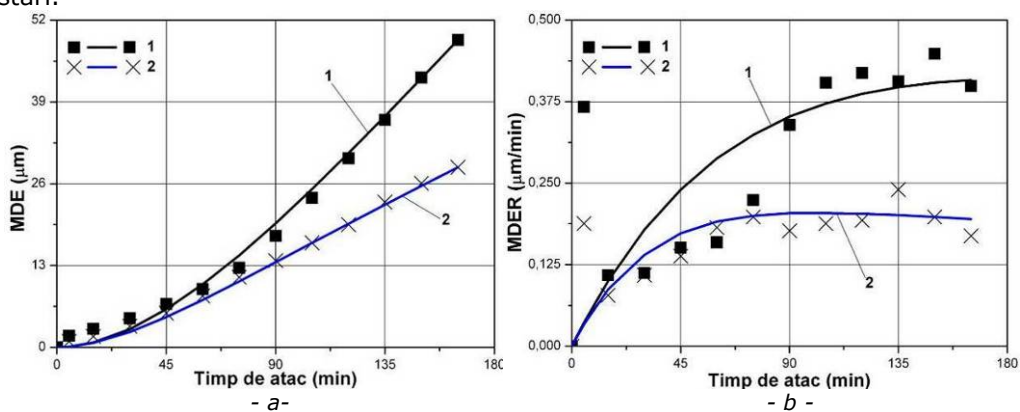 52
39
26
13
0
MDE (μm)
1
2
1
2
0 45 90 135 180
Timp de atac (min)
- a-
0,500
0,375
0,250
0,125
0,000
MDER (μm/min)
1
2
1
2
0 45 90 135 180
Timp de atac (min)
- b -